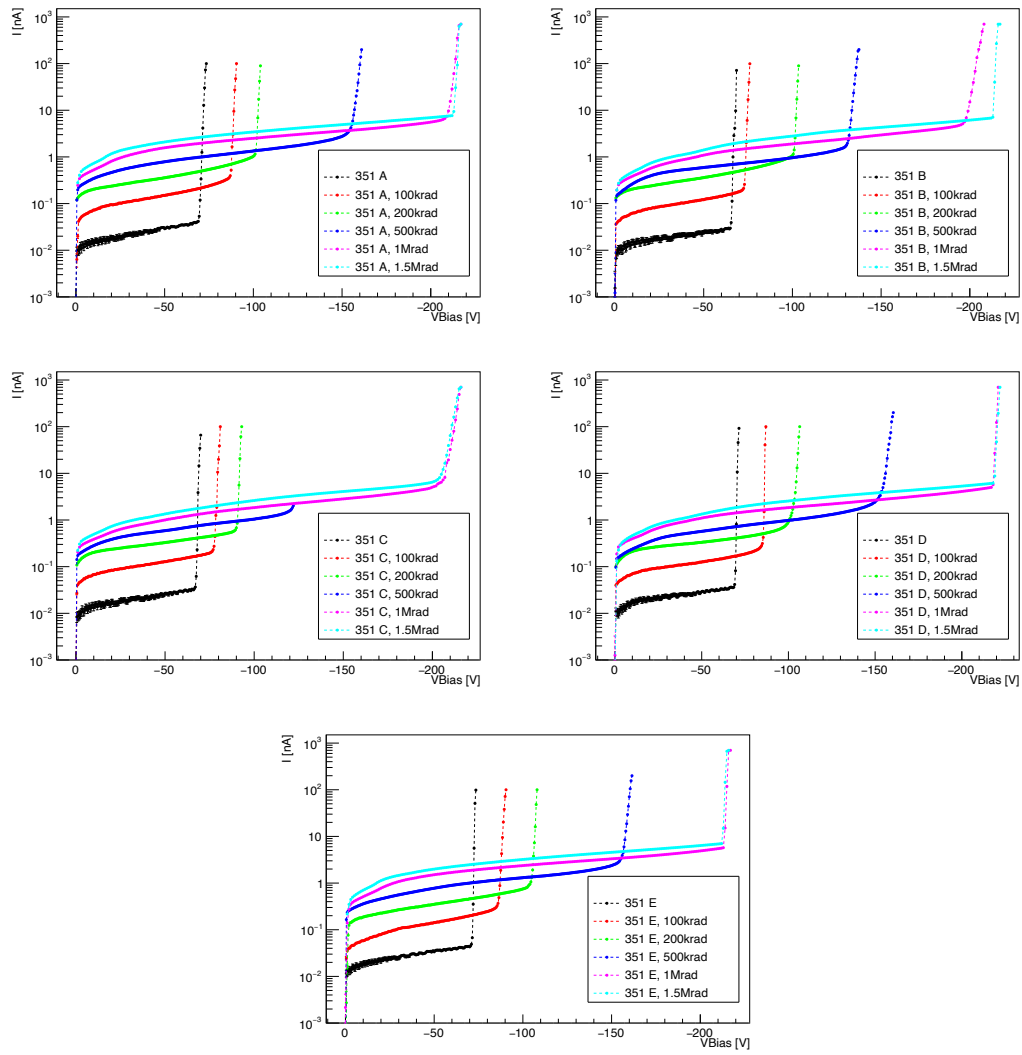 I [nA]
10³
10²
10
1
10⁻¹
10⁻²
10⁻³
0 −50 −100 −150 −200
VBias [V]
351 A
351 A, 100krad
351 A, 200krad
351 A, 500krad
351 A, 1Mrad
351 A, 1.5Mrad
I [nA]
10³
10²
10
1
10⁻¹
10⁻²
10⁻³
0 −50 −100 −150 −200
VBias [V]
351 B
351 B, 100krad
351 B, 200krad
351 B, 500krad
351 B, 1Mrad
351 B, 1.5Mrad
I [nA]
10³
10²
10
1
10⁻¹
10⁻²
10⁻³
0 −50 −100 −150 −200
VBias [V]
351 C
351 C, 100krad
351 C, 200krad
351 C, 500krad
351 C, 1Mrad
351 C, 1.5Mrad
I [nA]
10³
10²
10
1
10⁻¹
10⁻²
10⁻³
0 −50 −100 −150 −200
VBias [V]
351 D
351 D, 100krad
351 D, 200krad
351 D, 500krad
351 D, 1Mrad
351 D, 1.5Mrad
I [nA]
10³
10²
10
1
10⁻¹
10⁻²
10⁻³
0 −50 −100 −150 −200
VBias [V]
351 E
351 E, 100krad
351 E, 200krad
351 E, 500krad
351 E, 1Mrad
351 E, 1.5Mrad